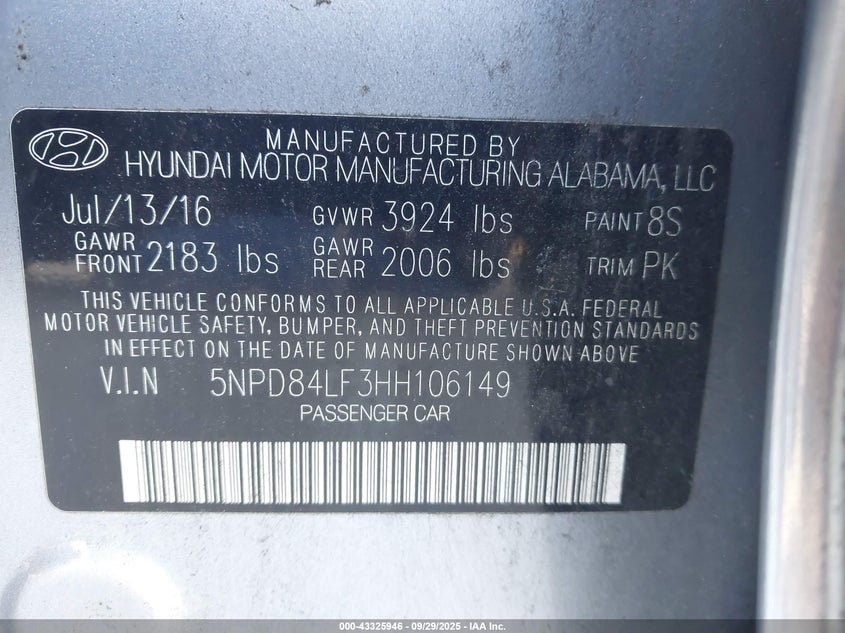 MANUFACTURED BY
HYUNDAI MOTOR MANUFACTURING ALABAMA, LLC
Jul/13/16 GVWR 3924 lbs PAINT 8S
GAWR FRONT 2183 lbs GAWR REAR 2006 lbs TRIM PK
THIS VEHICLE CONFORMS TO ALL APPLICABLE U.S.A. FEDERAL
MOTOR VEHICLE SAFETY, BUMPER, AND THEFT PREVENTION STANDARDS
IN EFFECT ON THE DATE OF MANUFACTURE SHOWN ABOVE
V.I.N 5NPD84LF3HH106149
PASSENGER CAR
000-43325946 - 09/29/2025 - IAA Inc.